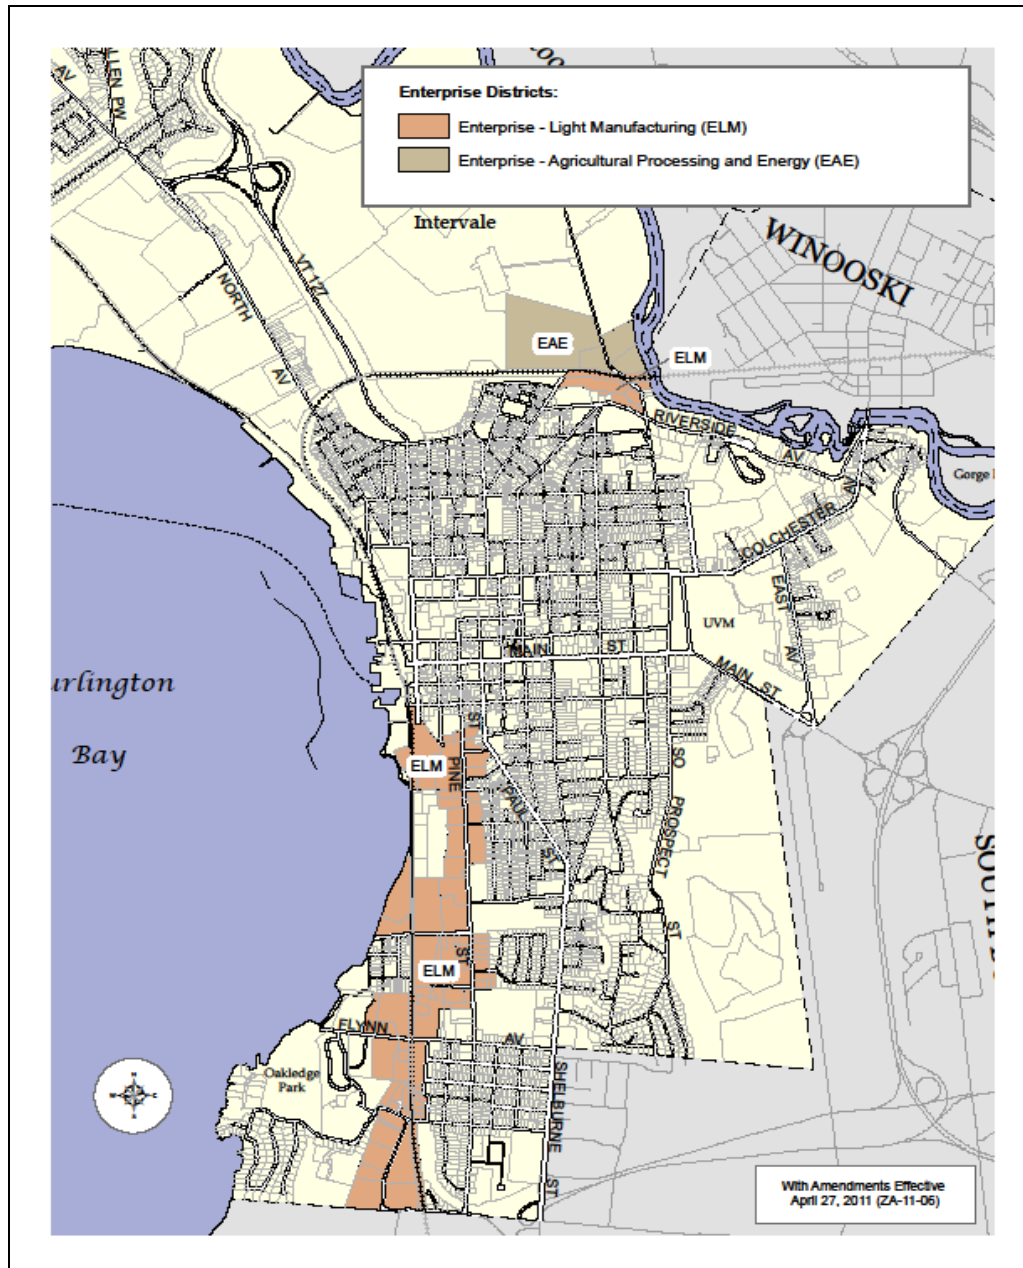 Enterprise Districts:
Enterprise - Light Manufacturing (ELM)
Enterprise - Agricultural Processing and Energy (EAE)
AV
LLEN PW
Intervale
WINOOSKI
VT 127
NORTH
AV
EAE
ELM
RIVERSIDE
AV
Gorge
COLCHESTER
AV
EAST
AV
UVM
MAIN ST
MAIN ST
urlington
Bay
ST
PAUL
ST
ELM
PINE
ST
SO PROSPECT
ST
ELM
FLYNN
AV
Oakledge
Park
SHELBURNE
ST
N
E
S
W
With Amendments Effective
April 27, 2011 (ZA-11-06)